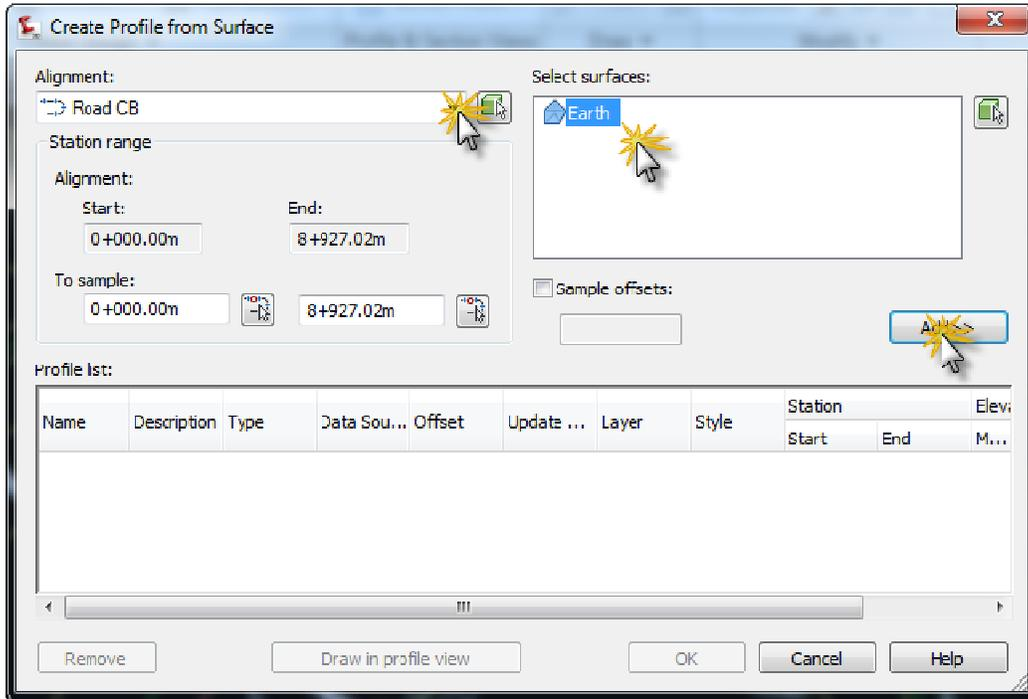 Create Profile from Surface
Alignment:
Road CB
Select surfaces:
Earth
Station range
Alignment:
Start:
End:
0+000.00m
8+927.02m
To sample:
0+000.00m
8+927.02m
Sample offsets:
Profile list:
Name
Description
Type
Data Sou...
Offset
Update ...
Layer
Style
Station
Start
End
Eleva
M...
Remove
Draw in profile view
OK
Cancel
Help